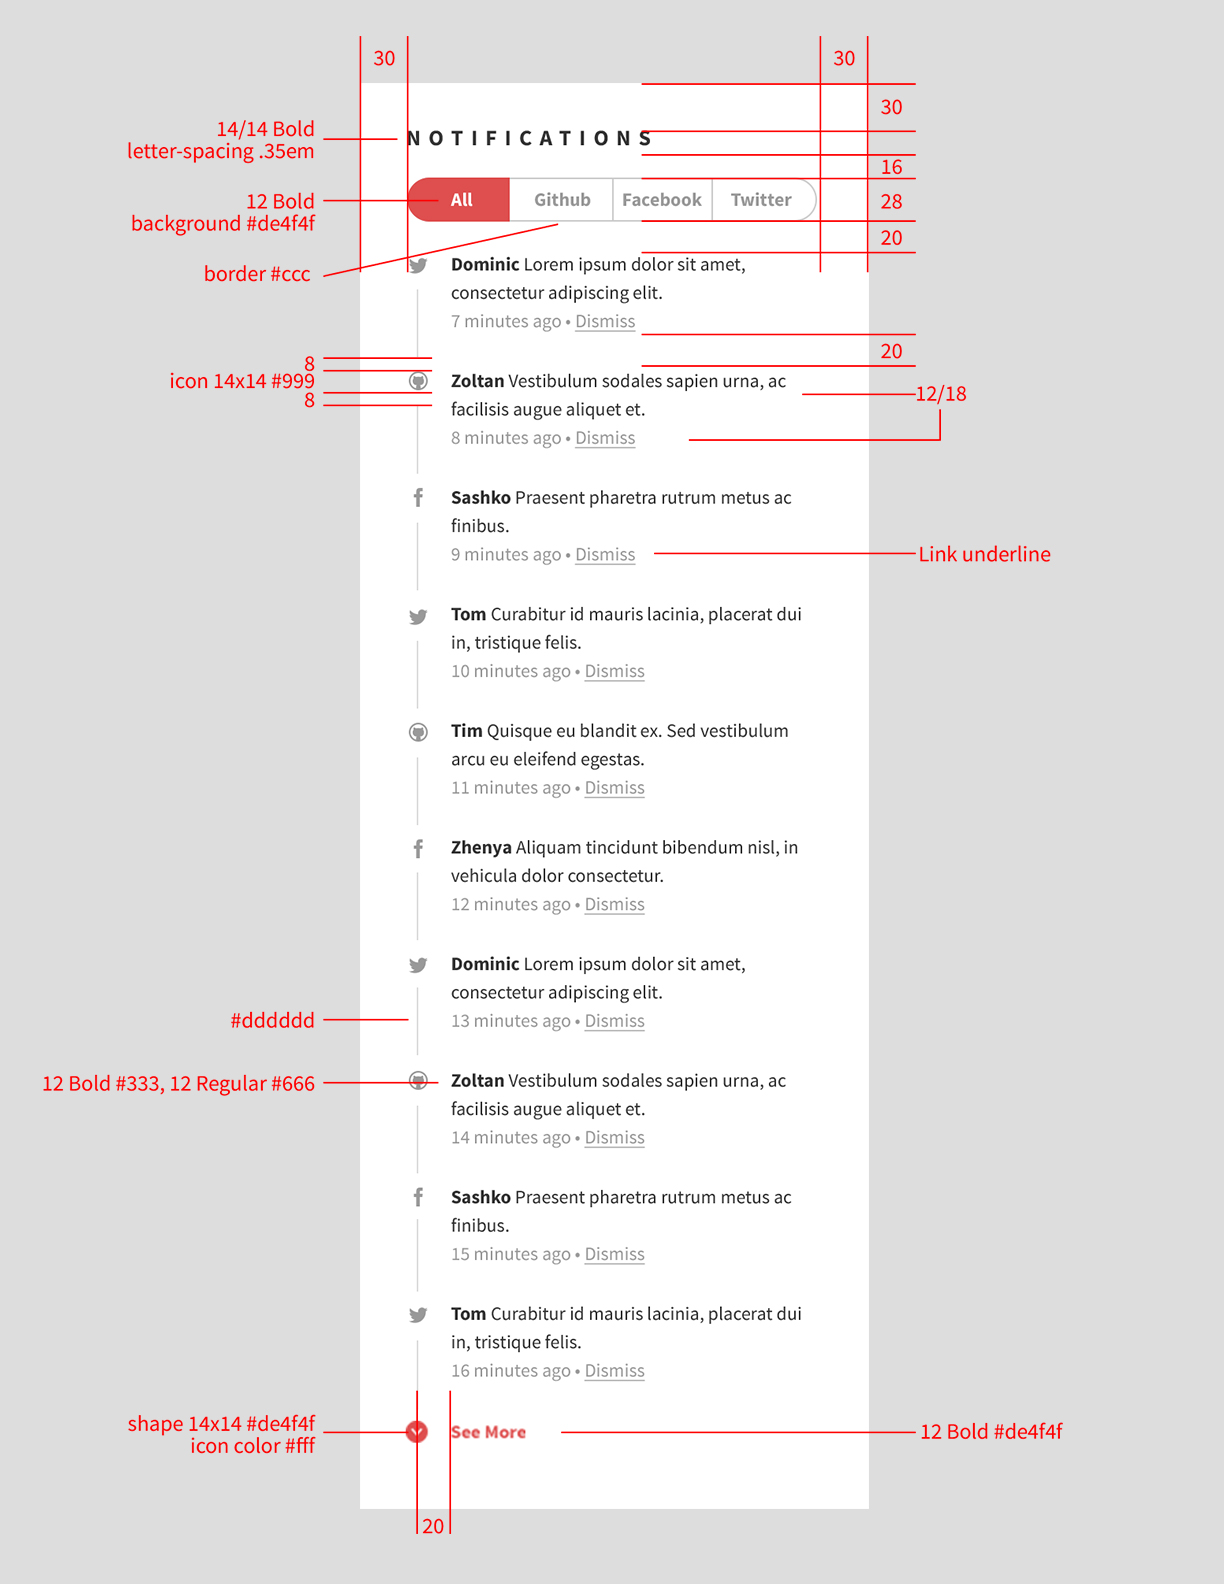 30 30
30
14/14 Bold
letter-spacing .35em
NOTIFICATIONS
16
12 Bold
background #de4f4f
All Github Facebook Twitter
28
20
border #ccc
Dominic Lorem ipsum dolor sit amet,
consectetur adipiscing elit.
7 minutes ago • Dismiss
20
8
icon 14x14 #999
8
Zoltan Vestibulum sodales sapien urna, ac
facilisis augue aliquet et.
8 minutes ago • Dismiss
12/18
Sashko Praesent pharetra rutrum metus ac
finibus.
9 minutes ago • Dismiss
Link underline
Tom Curabitur id mauris lacinia, placerat dui
in, tristique felis.
10 minutes ago • Dismiss
Tim Quisque eu blandit ex. Sed vestibulum
arcu eu eleifend egestas.
11 minutes ago • Dismiss
Zhenya Aliquam tincidunt bibendum nisl, in
vehicula dolor consectetur.
12 minutes ago • Dismiss
Dominic Lorem ipsum dolor sit amet,
consectetur adipiscing elit.
13 minutes ago • Dismiss
#dddddd
12 Bold #333, 12 Regular #666
Zoltan Vestibulum sodales sapien urna, ac
facilisis augue aliquet et.
14 minutes ago • Dismiss
Sashko Praesent pharetra rutrum metus ac
finibus.
15 minutes ago • Dismiss
Tom Curabitur id mauris lacinia, placerat dui
in, tristique felis.
16 minutes ago • Dismiss
shape 14x14 #de4f4f
icon color #fff
See More
12 Bold #de4f4f
20